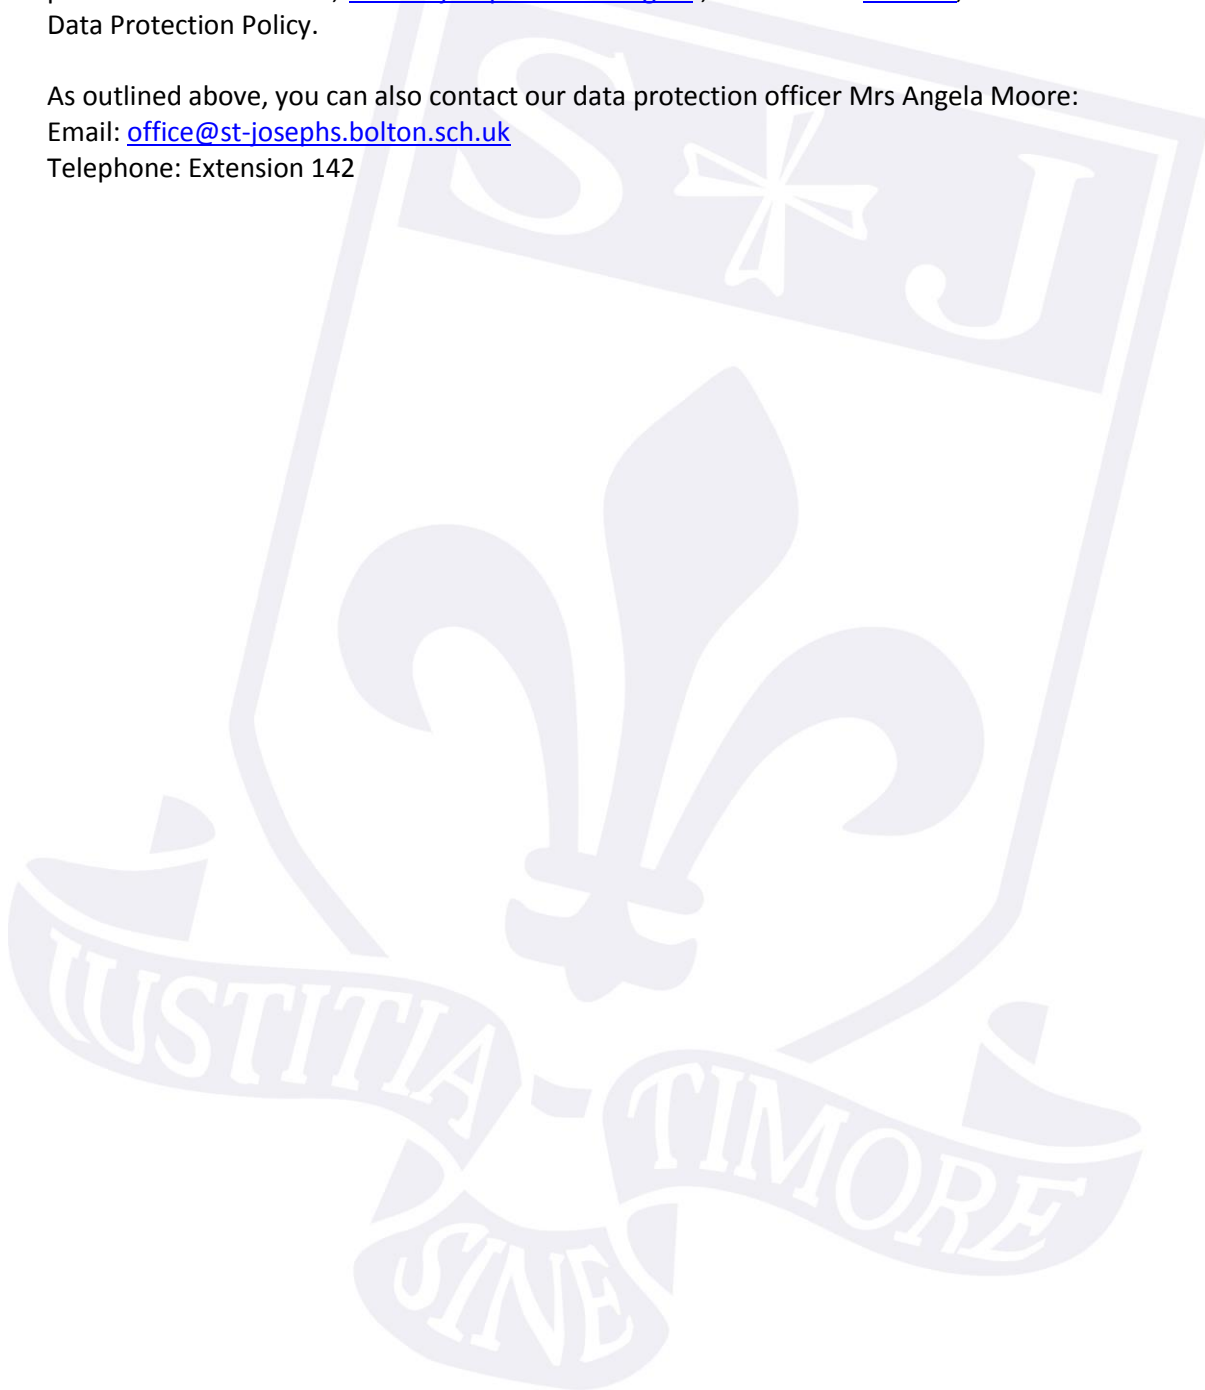 Data Protection Policy.
As outlined above, you can also contact our data protection officer Mrs Angela Moore:
Email: office@st-josephs.bolton.sch.uk
Telephone: Extension 142
S J
IUSTITIA
TIMORE
SINE